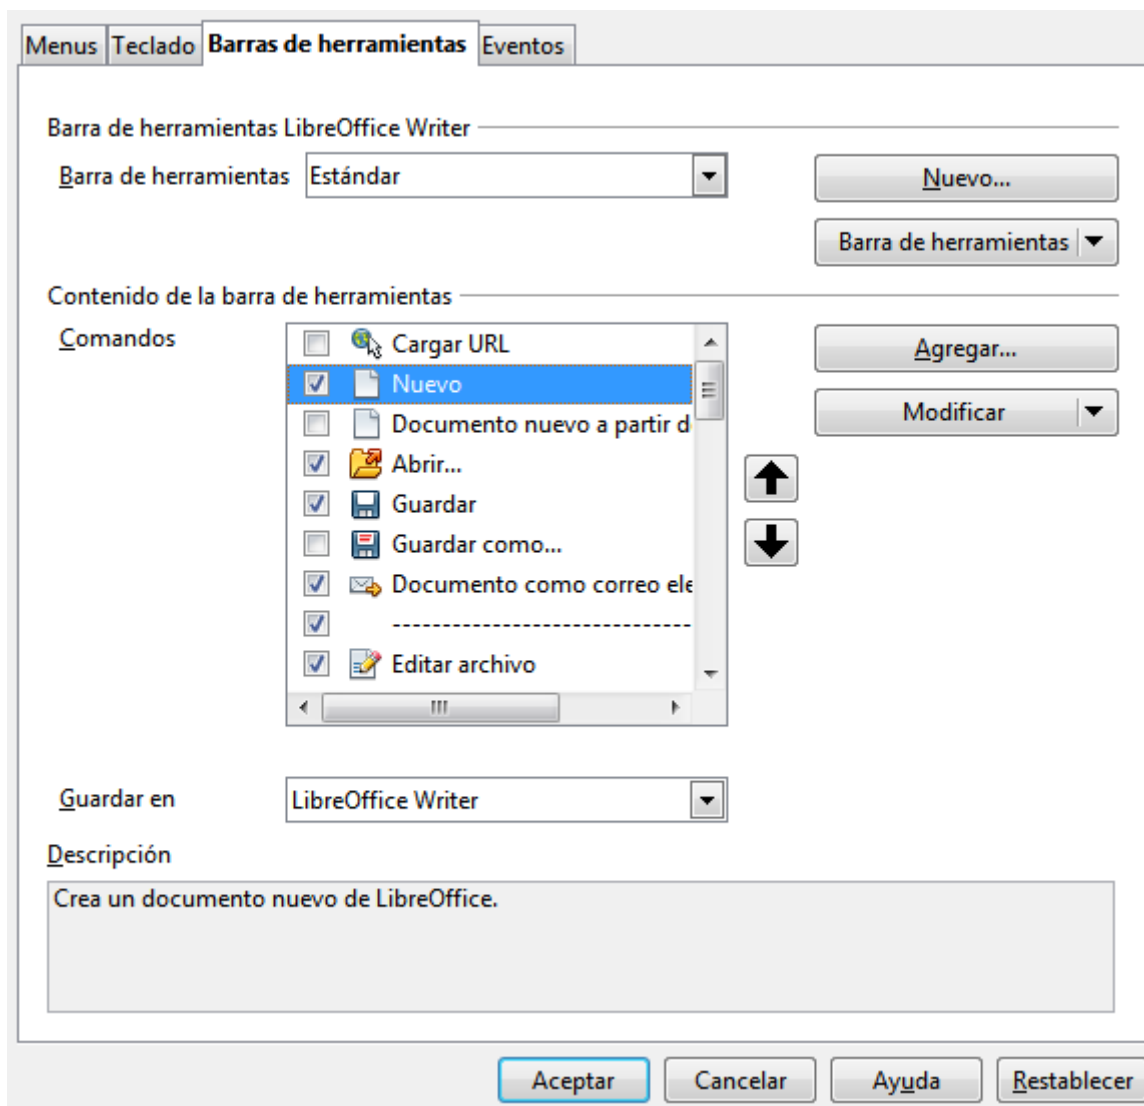 Menus Teclado Barras de herramientas Eventos
Barra de herramientas LibreOffice Writer
Barra de herramientas Estándar Nuevo...
Barra de herramientas
Contenido de la barra de herramientas
Comandos Cargar URL Agregar...
Nuevo
Modificar
Documento nuevo a partir d
Abrir...
Guardar
Guardar como...
Documento como correo ele
------------------------------
Editar archivo
Guardar en LibreOffice Writer
Descripción
Crea un documento nuevo de LibreOffice.
Aceptar Cancelar Ayuda Restablecer